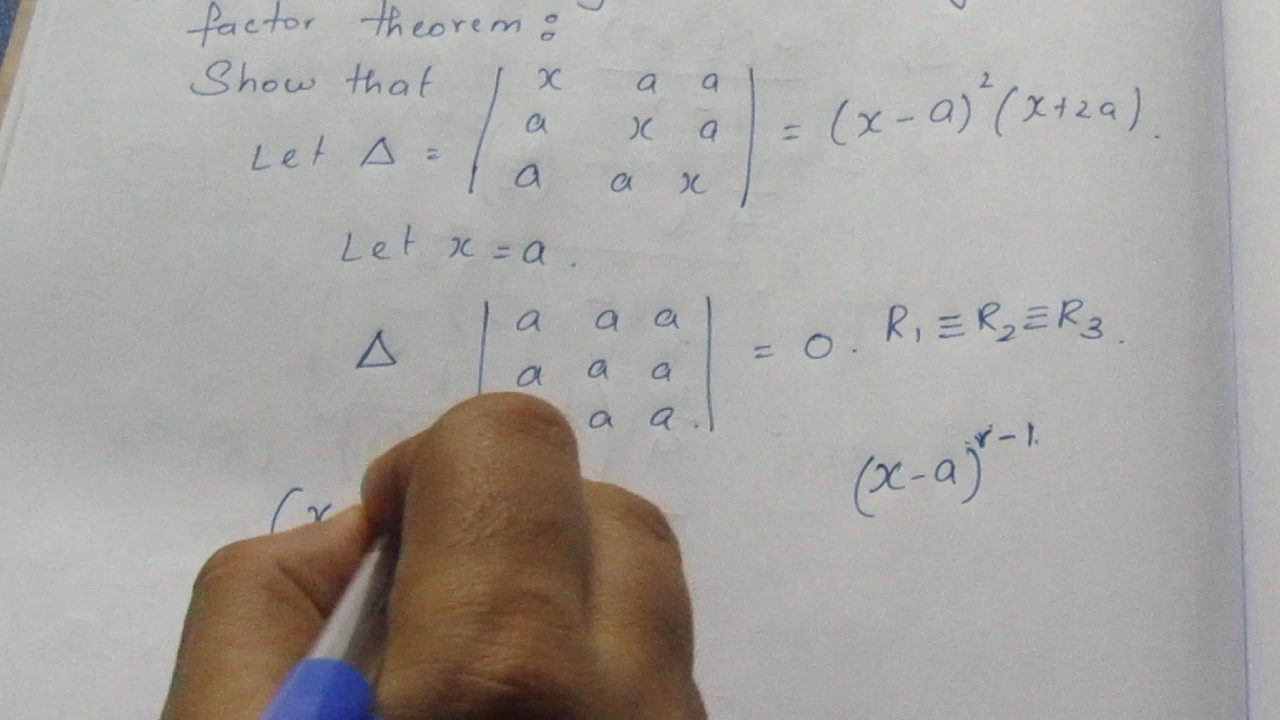 factor theorem:
Show that | x a a |
Let Δ = | a x a | = (x-a)²(x+2a).
| a a x |
Let x = a.
| a a a |
Δ | a a a | = 0. R₁ ≡ R₂ ≡ R₃.
a a. |
(x-a)^{r-1}
(x